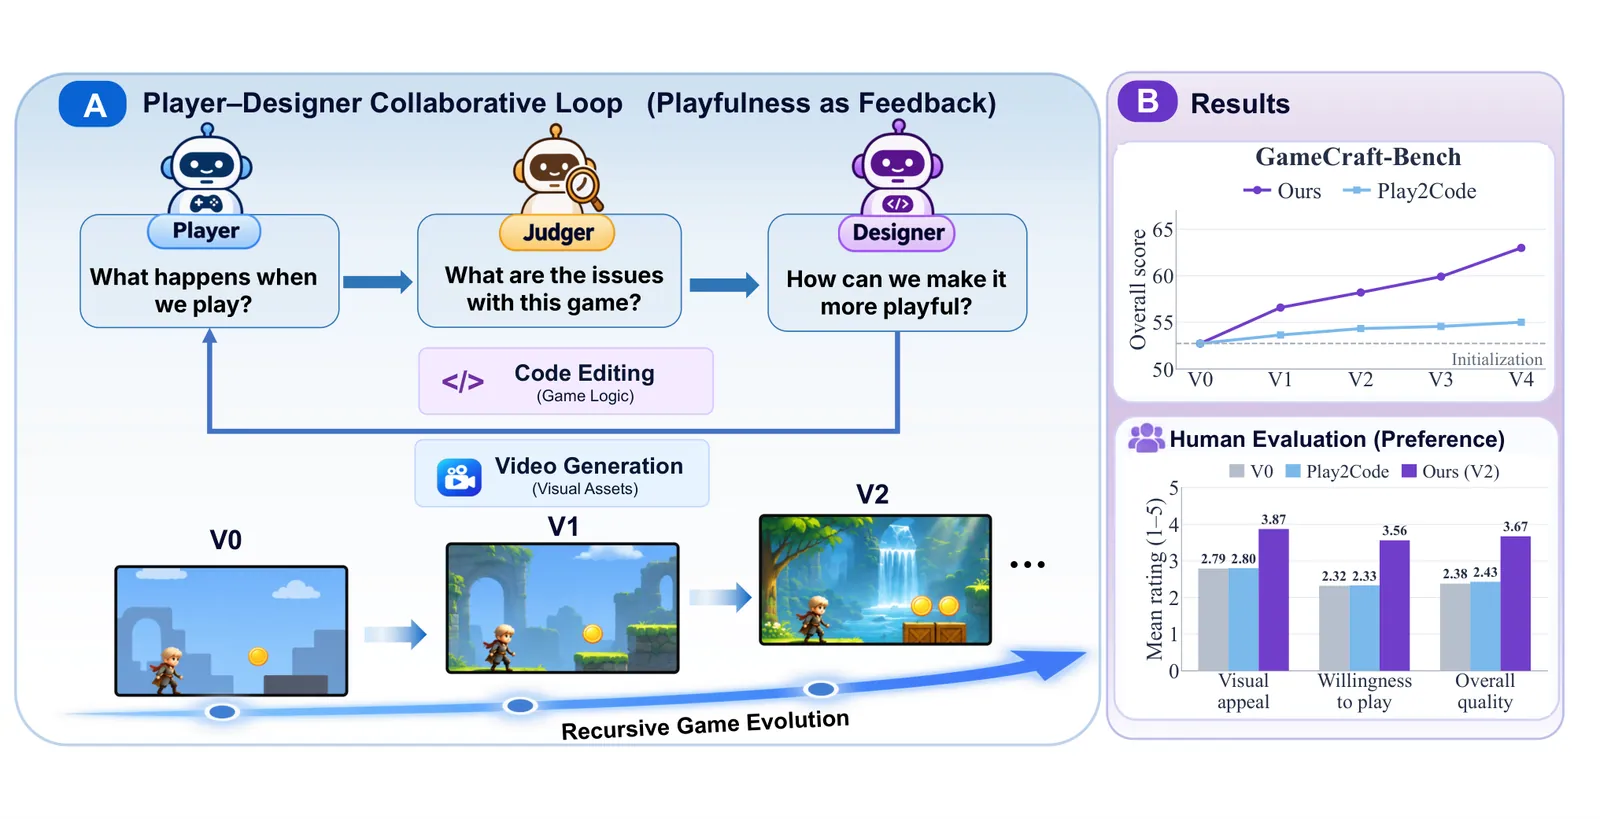 A Player–Designer Collaborative Loop (Playfulness as Feedback)
Player
What happens when
we play?
Judger
What are the issues
with this game?
</>
Designer
How can we make it
more playful?
</> Code Editing
(Game Logic)
Video Generation
(Visual Assets)
V0
V1
V2
...
Recursive Game Evolution
B Results
GameCraft-Bench
Ours
Play2Code
Overall score
65
60
55
50
Initialization
V0 V1 V2 V3 V4
Human Evaluation (Preference)
V0 Play2Code Ours (V2)
Mean rating (1–5)
5
4
3
2
1
0
2.79 2.80 3.87
2.32 2.33 3.56
2.38 2.43 3.67
Visual
appeal
Willingness
to play
Overall
quality